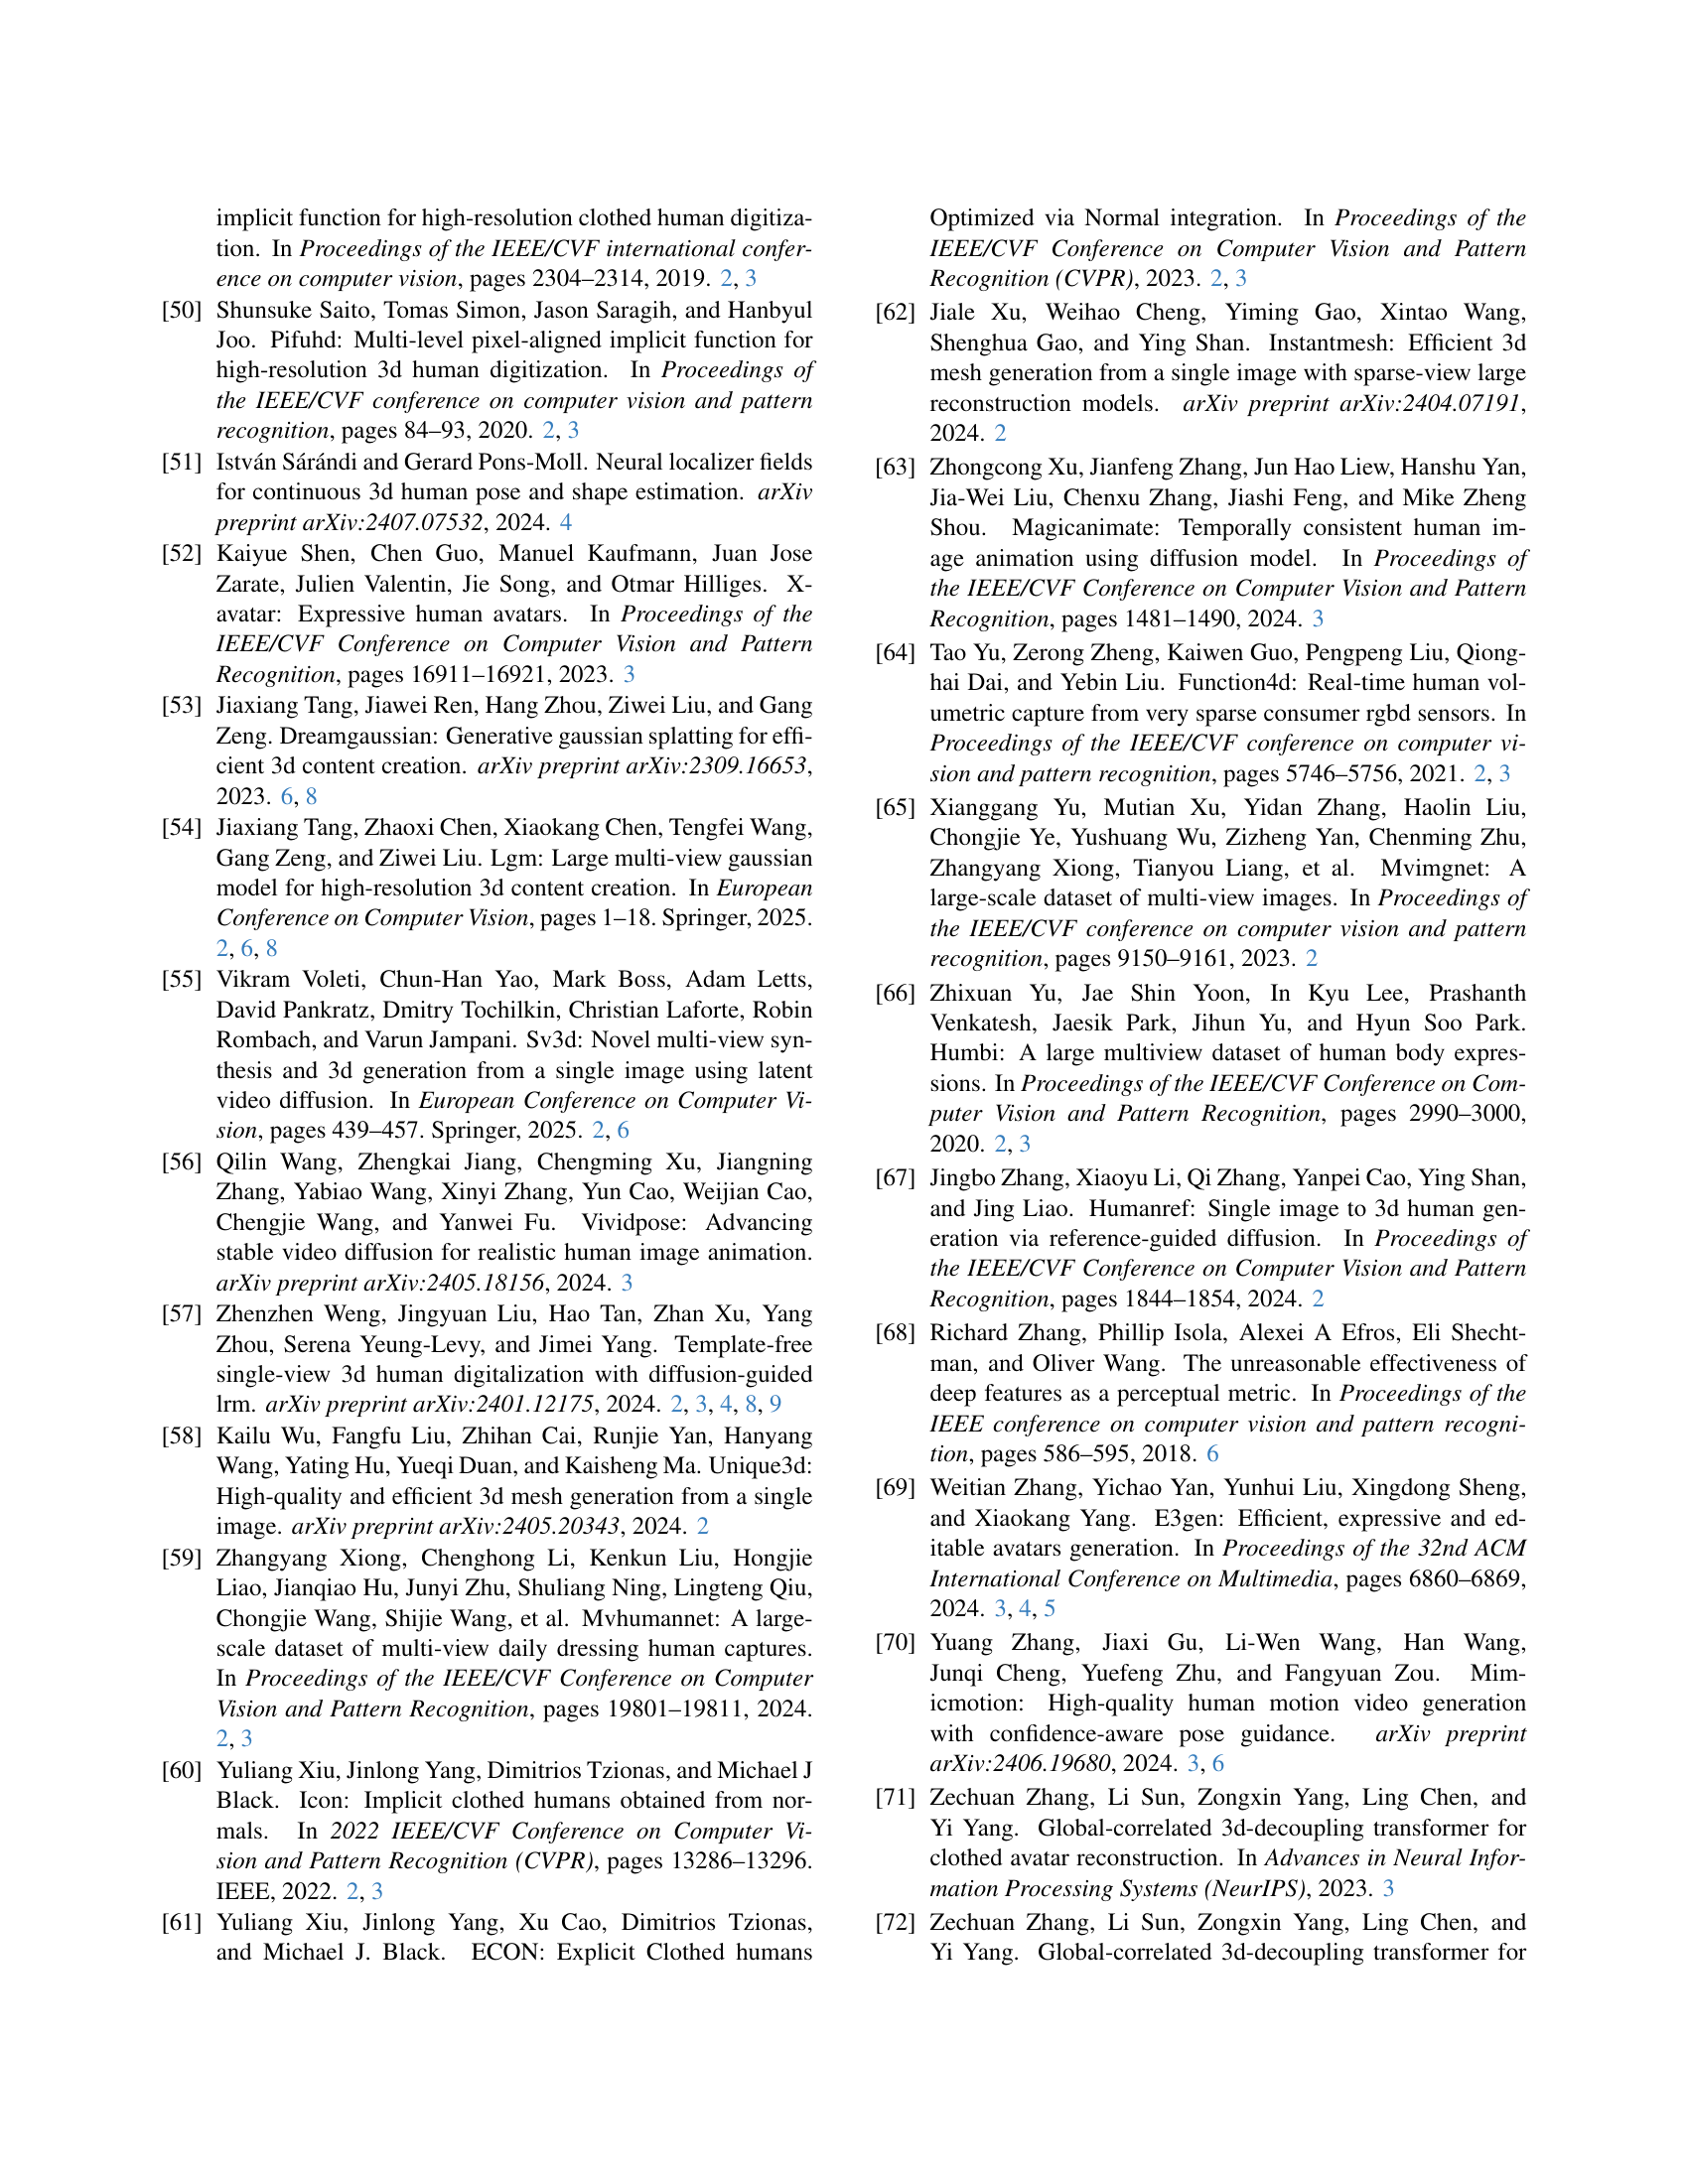 implicit function for high-resolution clothed human digitiza-
tion. In Proceedings of the IEEE/CVF international confer-
ence on computer vision, pages 2304–2314, 2019. 2, 3
[50] Shunsuke Saito, Tomas Simon, Jason Saragih, and Hanbyul
Joo. Pifuhd: Multi-level pixel-aligned implicit function for
high-resolution 3d human digitization. In Proceedings of
the IEEE/CVF conference on computer vision and pattern
recognition, pages 84–93, 2020. 2, 3
[51] István Sárándi and Gerard Pons-Moll. Neural localizer fields
for continuous 3d human pose and shape estimation. arXiv
preprint arXiv:2407.07532, 2024. 4
[52] Kaiyue Shen, Chen Guo, Manuel Kaufmann, Juan Jose
Zarate, Julien Valentin, Jie Song, and Otmar Hilliges. X-
avatar: Expressive human avatars. In Proceedings of the
IEEE/CVF Conference on Computer Vision and Pattern
Recognition, pages 16911–16921, 2023. 3
[53] Jiaxiang Tang, Jiawei Ren, Hang Zhou, Ziwei Liu, and Gang
Zeng. Dreamgaussian: Generative gaussian splatting for effi-
cient 3d content creation. arXiv preprint arXiv:2309.16653,
2023. 6, 8
[54] Jiaxiang Tang, Zhaoxi Chen, Xiaokang Chen, Tengfei Wang,
Gang Zeng, and Ziwei Liu. Lgm: Large multi-view gaussian
model for high-resolution 3d content creation. In European
Conference on Computer Vision, pages 1–18. Springer, 2025.
2, 6, 8
[55] Vikram Voleti, Chun-Han Yao, Mark Boss, Adam Letts,
David Pankratz, Dmitry Tochilkin, Christian Laforte, Robin
Rombach, and Varun Jampani. Sv3d: Novel multi-view syn-
thesis and 3d generation from a single image using latent
video diffusion. In European Conference on Computer Vi-
sion, pages 439–457. Springer, 2025. 2, 6
[56] Qilin Wang, Zhengkai Jiang, Chengming Xu, Jiangning
Zhang, Yabiao Wang, Xinyi Zhang, Yun Cao, Weijian Cao,
Chengjie Wang, and Yanwei Fu. Vividpose: Advancing
stable video diffusion for realistic human image animation.
arXiv preprint arXiv:2405.18156, 2024. 3
[57] Zhenzhen Weng, Jingyuan Liu, Hao Tan, Zhan Xu, Yang
Zhou, Serena Yeung-Levy, and Jimei Yang. Template-free
single-view 3d human digitalization with diffusion-guided
lrm. arXiv preprint arXiv:2401.12175, 2024. 2, 3, 4, 8, 9
[58] Kailu Wu, Fangfu Liu, Zhihan Cai, Runjie Yan, Hanyang
Wang, Yating Hu, Yueqi Duan, and Kaisheng Ma. Unique3d:
High-quality and efficient 3d mesh generation from a single
image. arXiv preprint arXiv:2405.20343, 2024. 2
[59] Zhangyang Xiong, Chenghong Li, Kenkun Liu, Hongjie
Liao, Jianqiao Hu, Junyi Zhu, Shuliang Ning, Lingteng Qiu,
Chongjie Wang, Shijie Wang, et al. Mvhumannet: A large-
scale dataset of multi-view daily dressing human captures.
In Proceedings of the IEEE/CVF Conference on Computer
Vision and Pattern Recognition, pages 19801–19811, 2024.
2, 3
[60] Yuliang Xiu, Jinlong Yang, Dimitrios Tzionas, and Michael J
Black. Icon: Implicit clothed humans obtained from nor-
mals. In 2022 IEEE/CVF Conference on Computer Vi-
sion and Pattern Recognition (CVPR), pages 13286–13296.
IEEE, 2022. 2, 3
[61] Yuliang Xiu, Jinlong Yang, Xu Cao, Dimitrios Tzionas,
and Michael J. Black. ECON: Explicit Clothed humans
Optimized via Normal integration. In Proceedings of the
IEEE/CVF Conference on Computer Vision and Pattern
Recognition (CVPR), 2023. 2, 3
[62] Jiale Xu, Weihao Cheng, Yiming Gao, Xintao Wang,
Shenghua Gao, and Ying Shan. Instantmesh: Efficient 3d
mesh generation from a single image with sparse-view large
reconstruction models. arXiv preprint arXiv:2404.07191,
2024. 2
[63] Zhongcong Xu, Jianfeng Zhang, Jun Hao Liew, Hanshu Yan,
Jia-Wei Liu, Chenxu Zhang, Jiashi Feng, and Mike Zheng
Shou. Magicanimate: Temporally consistent human im-
age animation using diffusion model. In Proceedings of
the IEEE/CVF Conference on Computer Vision and Pattern
Recognition, pages 1481–1490, 2024. 3
[64] Tao Yu, Zerong Zheng, Kaiwen Guo, Pengpeng Liu, Qiong-
hai Dai, and Yebin Liu. Function4d: Real-time human vol-
umetric capture from very sparse consumer rgbd sensors. In
Proceedings of the IEEE/CVF conference on computer vi-
sion and pattern recognition, pages 5746–5756, 2021. 2, 3
[65] Xianggang Yu, Mutian Xu, Yidan Zhang, Haolin Liu,
Chongjie Ye, Yushuang Wu, Zizheng Yan, Chenming Zhu,
Zhangyang Xiong, Tianyou Liang, et al. Mvimgnet: A
large-scale dataset of multi-view images. In Proceedings of
the IEEE/CVF conference on computer vision and pattern
recognition, pages 9150–9161, 2023. 2
[66] Zhixuan Yu, Jae Shin Yoon, In Kyu Lee, Prashanth
Venkatesh, Jaesik Park, Jihun Yu, and Hyun Soo Park.
Humbi: A large multiview dataset of human body expres-
sions. In Proceedings of the IEEE/CVF Conference on Com-
puter Vision and Pattern Recognition, pages 2990–3000,
2020. 2, 3
[67] Jingbo Zhang, Xiaoyu Li, Qi Zhang, Yanpei Cao, Ying Shan,
and Jing Liao. Humanref: Single image to 3d human gen-
eration via reference-guided diffusion. In Proceedings of
the IEEE/CVF Conference on Computer Vision and Pattern
Recognition, pages 1844–1854, 2024. 2
[68] Richard Zhang, Phillip Isola, Alexei A Efros, Eli Shecht-
man, and Oliver Wang. The unreasonable effectiveness of
deep features as a perceptual metric. In Proceedings of the
IEEE conference on computer vision and pattern recogni-
tion, pages 586–595, 2018. 6
[69] Weitian Zhang, Yichao Yan, Yunhui Liu, Xingdong Sheng,
and Xiaokang Yang. E3gen: Efficient, expressive and ed-
itable avatars generation. In Proceedings of the 32nd ACM
International Conference on Multimedia, pages 6860–6869,
2024. 3, 4, 5
[70] Yuang Zhang, Jiaxi Gu, Li-Wen Wang, Han Wang,
Junqi Cheng, Yuefeng Zhu, and Fangyuan Zou. Mim-
icmotion: High-quality human motion video generation
with confidence-aware pose guidance. arXiv preprint
arXiv:2406.19680, 2024. 3, 6
[71] Zechuan Zhang, Li Sun, Zongxin Yang, Ling Chen, and
Yi Yang. Global-correlated 3d-decoupling transformer for
clothed avatar reconstruction. In Advances in Neural Infor-
mation Processing Systems (NeurIPS), 2023. 3
[72] Zechuan Zhang, Li Sun, Zongxin Yang, Ling Chen, and
Yi Yang. Global-correlated 3d-decoupling transformer for